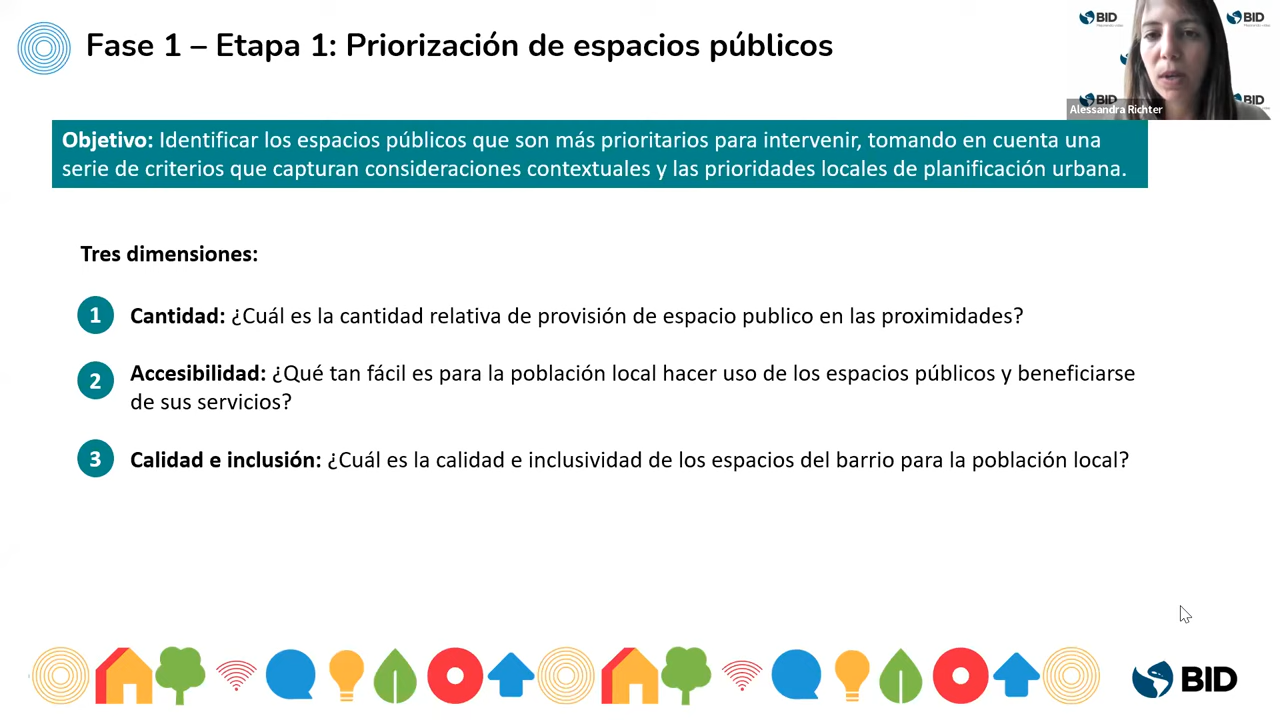 Fase 1 – Etapa 1: Priorización de espacios públicos
BID
BID
BID
BID
Alessandra Richter
Objetivo: Identificar los espacios públicos que son más prioritarios para intervenir, tomando en cuenta una
serie de criterios que capturan consideraciones contextuales y las prioridades locales de planificación urbana.
Tres dimensiones:
1 Cantidad: ¿Cuál es la cantidad relativa de provisión de espacio publico en las proximidades?
2 Accesibilidad: ¿Qué tan fácil es para la población local hacer uso de los espacios públicos y beneficiarse
de sus servicios?
3 Calidad e inclusión: ¿Cuál es la calidad e inclusividad de los espacios del barrio para la población local?
BID